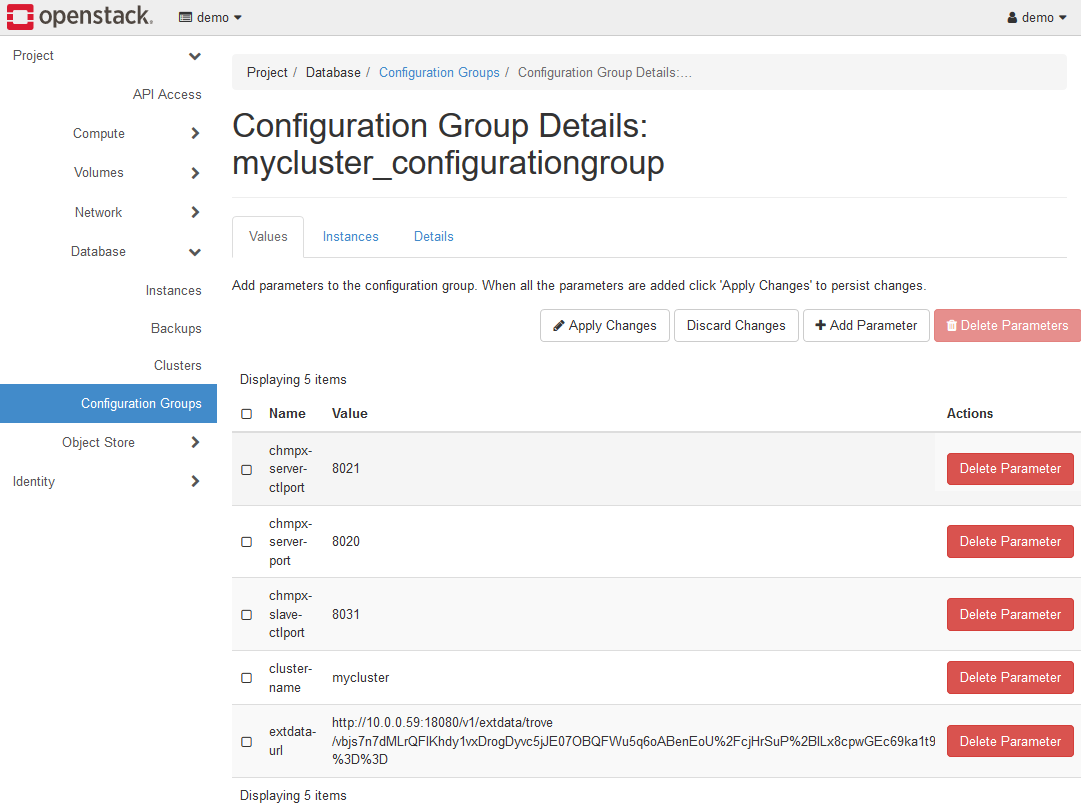 openstack.
demo
demo
Project
API Access
Compute
Volumes
Network
Database
Instances
Backups
Clusters
Configuration Groups
Object Store
Identity
Project / Database / Configuration Groups / Configuration Group Details:…
Configuration Group Details:
mycluster_configurationgroup
Values
Instances
Details
Add parameters to the configuration group. When all the parameters are added click 'Apply Changes' to persist changes.
Apply Changes
Discard Changes
Add Parameter
Delete Parameters
Displaying 5 items
Name Value Actions
chmpx-
server-
ctlport
8021
Delete Parameter
chmpx-
server-
port
8020
Delete Parameter
chmpx-
slave-
ctlport
8031
Delete Parameter
cluster-
name
mycluster
Delete Parameter
extdata-
url
http://10.0.0.59:18080/v1/extdata/trove
/vbjs7n7dMLrQFIKhdy1vxDrogDyvc5jJE07OBQFWu5q6oABenEoU%2FcjHrSuP%2BlLx8cpwGEc69ka1t9
%3D%3D
Delete Parameter
Displaying 5 items